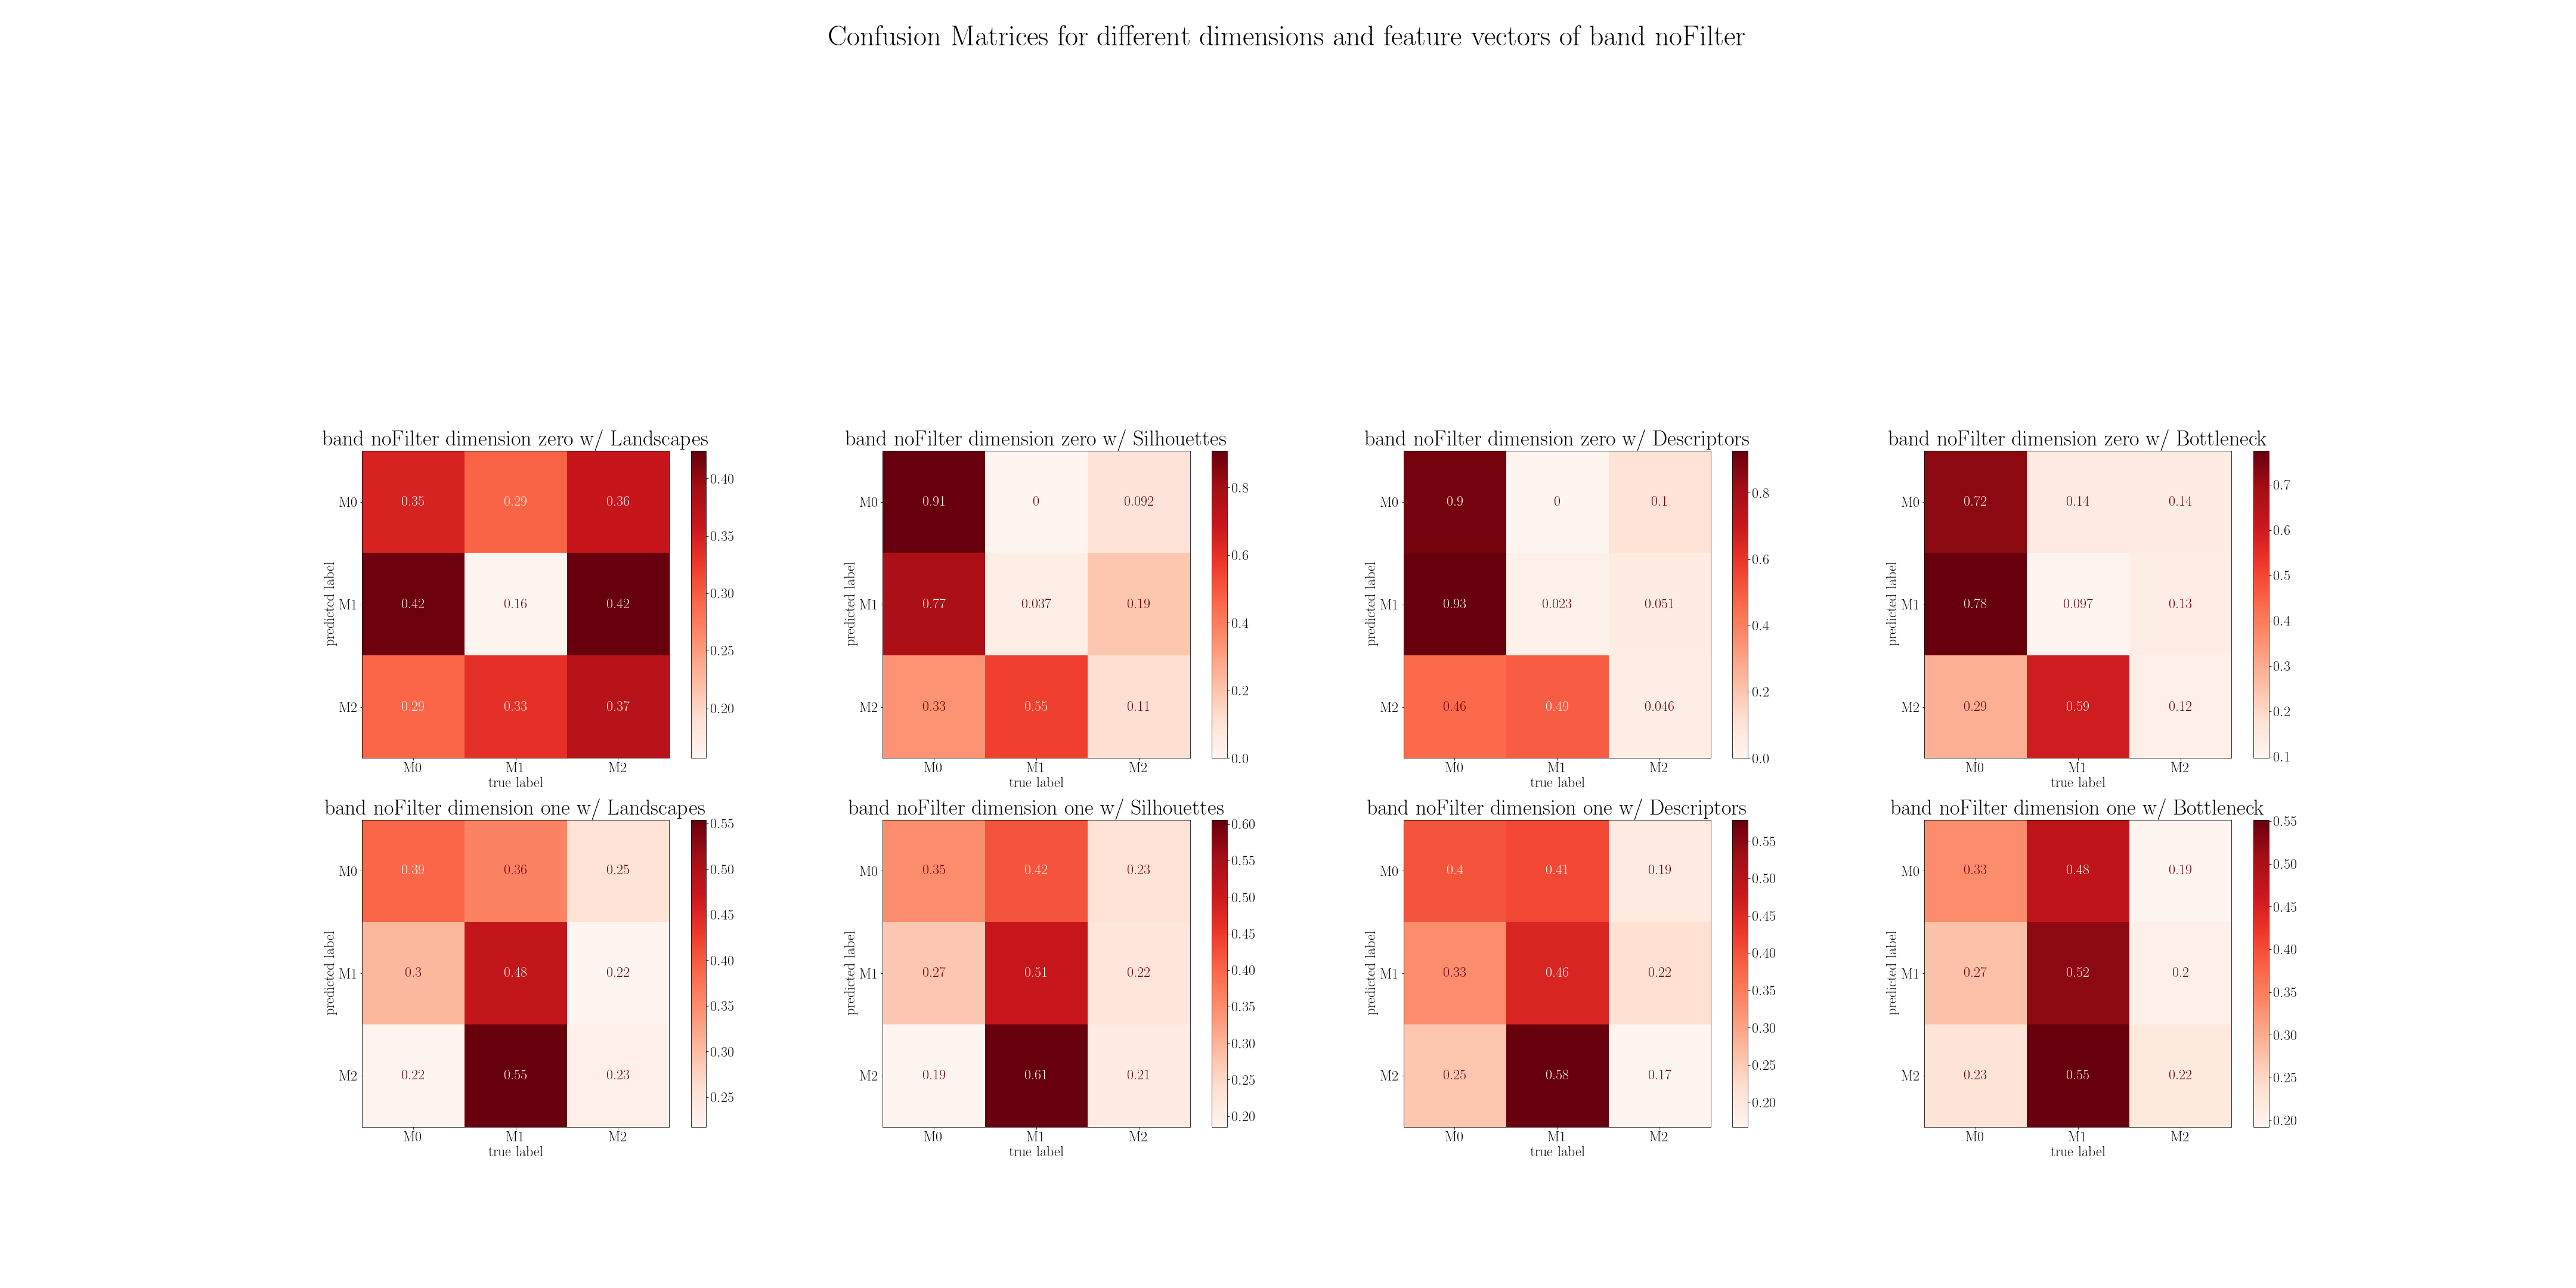 Confusion Matrices for different dimensions and feature vectors of band noFilter
band noFilter dimension zero w/ Landscapes
predicted label
M0 0.35 0.29 0.36
M1 0.42 0.16 0.42
M2 0.29 0.33 0.37
M0 M1 M2
true label
0.40
0.35
0.30
0.25
0.20
band noFilter dimension zero w/ Silhouettes
predicted label
M0 0.91 0 0.092
M1 0.77 0.037 0.19
M2 0.33 0.55 0.11
M0 M1 M2
true label
0.8
0.6
0.4
0.2
0.0
band noFilter dimension zero w/ Descriptors
predicted label
M0 0.9 0 0.1
M1 0.93 0.023 0.051
M2 0.46 0.49 0.046
M0 M1 M2
true label
0.8
0.6
0.4
0.2
0.0
band noFilter dimension zero w/ Bottleneck
predicted label
M0 0.72 0.14 0.14
M1 0.78 0.097 0.13
M2 0.29 0.59 0.12
M0 M1 M2
true label
0.7
0.6
0.5
0.4
0.3
0.2
0.1
band noFilter dimension one w/ Landscapes
predicted label
M0 0.39 0.36 0.25
M1 0.3 0.48 0.22
M2 0.22 0.55 0.23
M0 M1 M2
true label
0.55
0.50
0.45
0.40
0.35
0.30
0.25
band noFilter dimension one w/ Silhouettes
predicted label
M0 0.35 0.42 0.23
M1 0.27 0.51 0.22
M2 0.19 0.61 0.21
M0 M1 M2
true label
0.60
0.55
0.50
0.45
0.40
0.35
0.30
0.25
0.20
band noFilter dimension one w/ Descriptors
predicted label
M0 0.4 0.41 0.19
M1 0.33 0.46 0.22
M2 0.25 0.58 0.17
M0 M1 M2
true label
0.55
0.50
0.45
0.40
0.35
0.30
0.25
0.20
band noFilter dimension one w/ Bottleneck
predicted label
M0 0.33 0.48 0.19
M1 0.27 0.52 0.2
M2 0.23 0.55 0.22
M0 M1 M2
true label
0.55
0.50
0.45
0.40
0.35
0.30
0.25
0.20